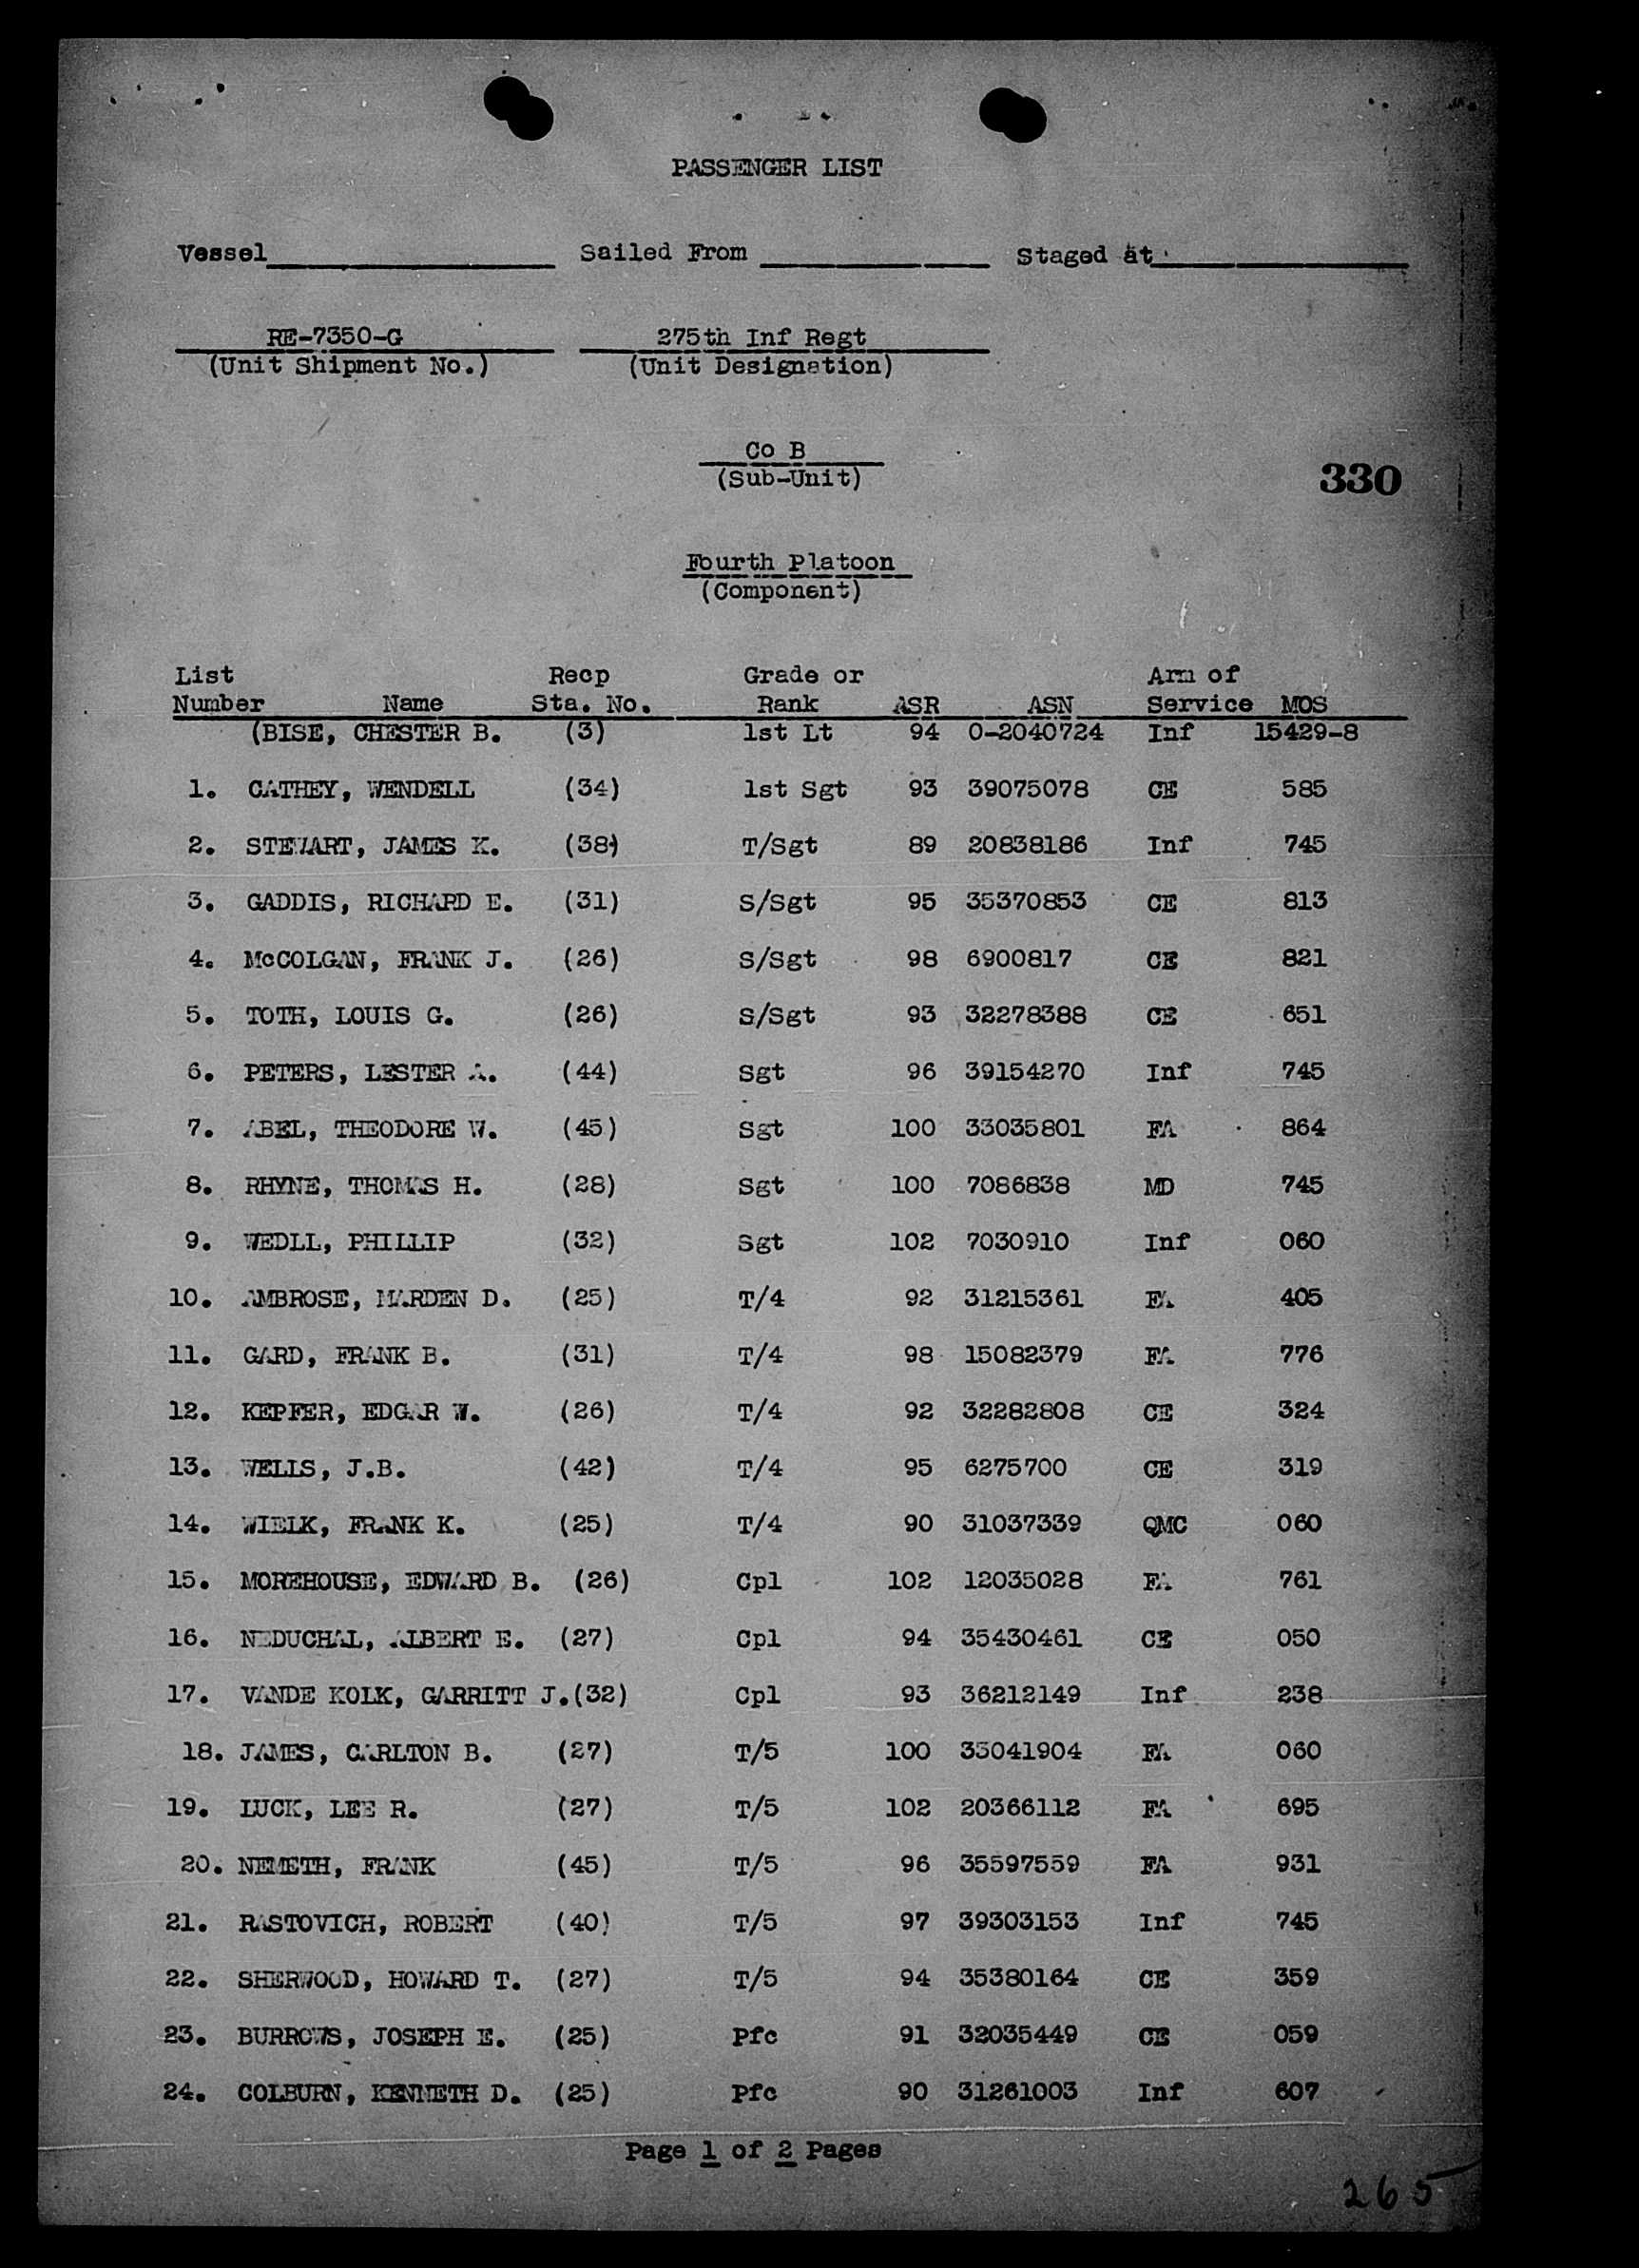 PASSENGER LIST
Vessel Sailed From Staged at
RE-7350-G 275th Inf Regt
(Unit Shipment No.) (Unit Designation)
Co B
(Sub-Unit)
330
Fourth Platoon
(Component)
List Recp Grade or Arm of
Number Name Sta. No. Rank ASR ASN Service MOS
(BISE, CHESTER B. (3) 1st Lt 94 0-2040724 Inf 15429-8
1. CATHEY, WENDELL (34) 1st Sgt 93 39075078 CE 585
2. STEWART, JAMES K. (38) T/Sgt 89 20838186 Inf 745
3. GADDIS, RICHARD E. (31) S/Sgt 95 35370853 CE 813
4. McCOLGAN, FRANK J. (26) S/Sgt 98 6900817 CE 821
5. TOTH, LOUIS G. (26) S/Sgt 93 32278388 CE 651
6. PETERS, LESTER A. (44) Sgt 96 39154270 Inf 745
7. ABEL, THEODORE W. (45) Sgt 100 33035801 FA 864
8. RHYNE, THOMAS H. (28) Sgt 100 7086838 MD 745
9. WEDLL, PHILLIP (32) Sgt 102 7030910 Inf 060
10. AMBROSE, MARDEN D. (25) T/4 92 31215361 FA 405
11. GARD, FRANK B. (31) T/4 98 15082379 FA 776
12. KEPFER, EDGAR W. (26) T/4 92 32282808 CE 324
13. WELLS, J.B. (42) T/4 95 6275700 CE 319
14. WIELK, FRANK K. (25) T/4 90 31037339 QMC 060
15. MOREHOUSE, EDWARD B. (26) Cpl 102 12035028 FA 761
16. NEDUCHAL, ALBERT E. (27) Cpl 94 35430461 CE 050
17. VANDE KOLK, GARRITT J.(32) Cpl 93 36212149 Inf 238
18. JAMES, CARLTON B. (27) T/5 100 33041904 FA 060
19. LUCK, LEE R. (27) T/5 102 20366112 FA 695
20. NEMETH, FRANK (45) T/5 96 35597559 FA 931
21. RASTOVICH, ROBERT (40) T/5 97 39303153 Inf 745
22. SHERWOOD, HOWARD T. (27) T/5 94 35380164 CE 359
23. BURROWS, JOSEPH E. (25) Pfc 91 32035449 CE 059
24. COLBURN, KENNETH D. (25) Pfc 90 31261003 Inf 607
Page 1 of 2 Pages
265